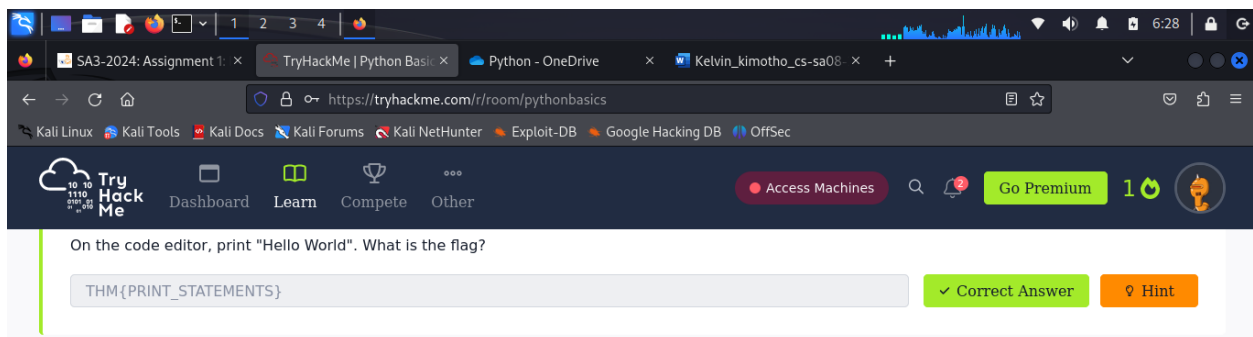 1 2 3 4 6:28
SA3-2024: Assignment 1: TryHackMe | Python Basic Python - OneDrive Kelvin_kimotho_cs-sa08-
https://tryhackme.com/r/room/pythonbasics
Kali Linux Kali Tools Kali Docs Kali Forums Kali NetHunter Exploit-DB Google Hacking DB OffSec
Try Hack Me Dashboard Learn Compete Other Access Machines 2 Go Premium 1
On the code editor, print "Hello World". What is the flag?
THM{PRINT_STATEMENTS} Correct Answer Hint